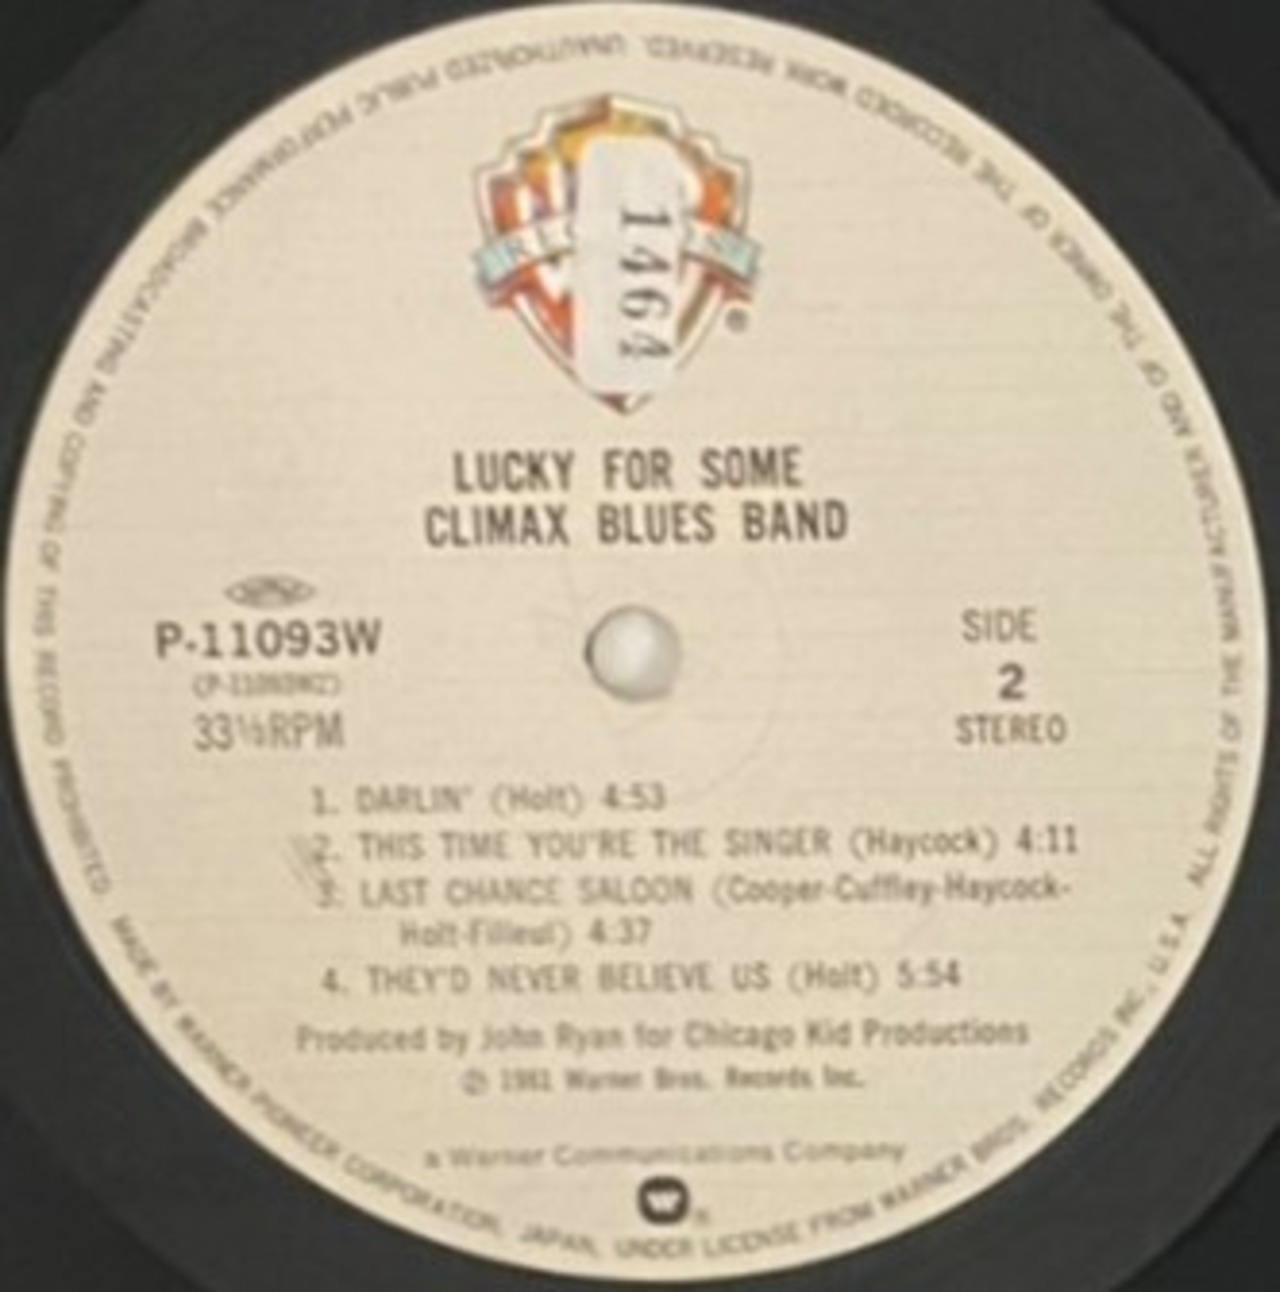 1464
LUCKY FOR SOME
CLIMAX BLUES BAND
P-11093W
(P-11093W2)
33⅓RPM
SIDE
2
STEREO
1. DARLIN' (Holt) 4:53
2. THIS TIME YOU'RE THE SINGER (Haycock) 4:11
3. LAST CHANCE SALOON (Cooper-Cuffley-Haycock-
Holt-Filleul) 4:37
4. THEY'D NEVER BELIEVE US (Holt) 5:54
Produced by John Ryan for Chicago Kid Productions
℗ 1981 Warner Bros. Records Inc.
a Warner Communications Company
MADE BY WARNER-PIONEER CORPORATION, JAPAN, UNDER LICENSE FROM WARNER BROS. RECORDS INC., U.S.A. ALL RIGHTS OF THE MANUFACTURER AND OF THE OWNER OF THE RECORDED WORK RESERVED. UNAUTHORIZED PUBLIC PERFORMANCE BROADCASTING AND COPYING OF THIS RECORD PROHIBITED.